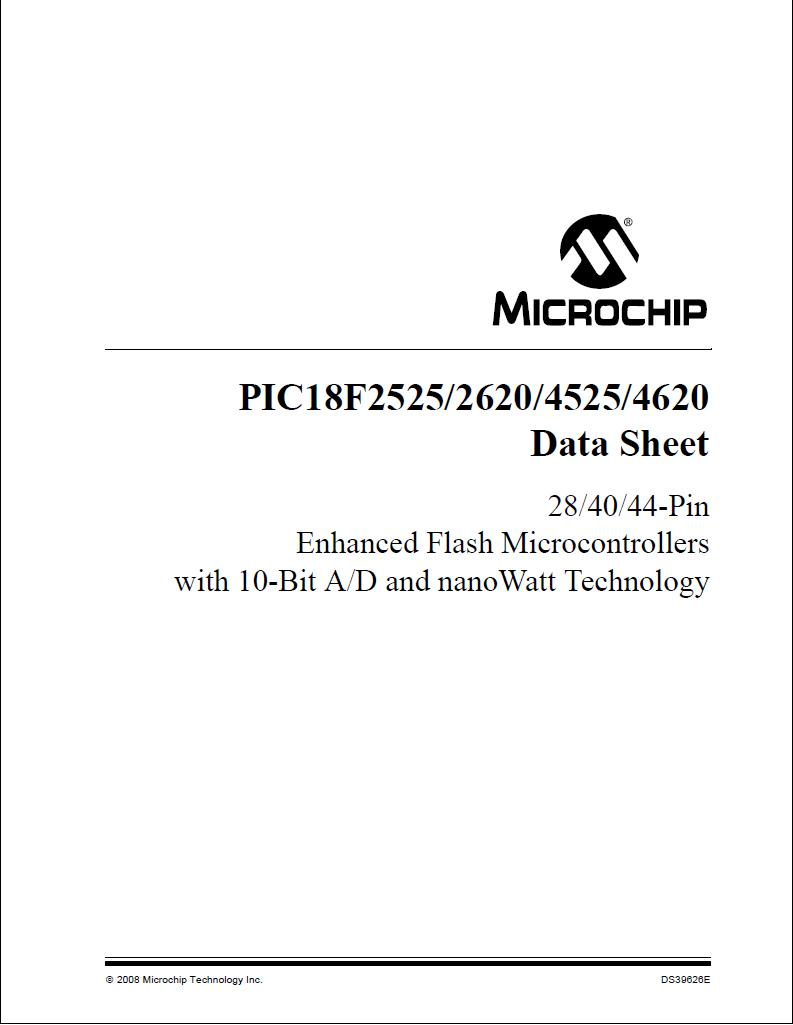 ®
MICROCHIP
PIC18F2525/2620/4525/4620
Data Sheet
28/40/44-Pin
Enhanced Flash Microcontrollers
with 10-Bit A/D and nanoWatt Technology
© 2008 Microchip Technology Inc. DS39626E